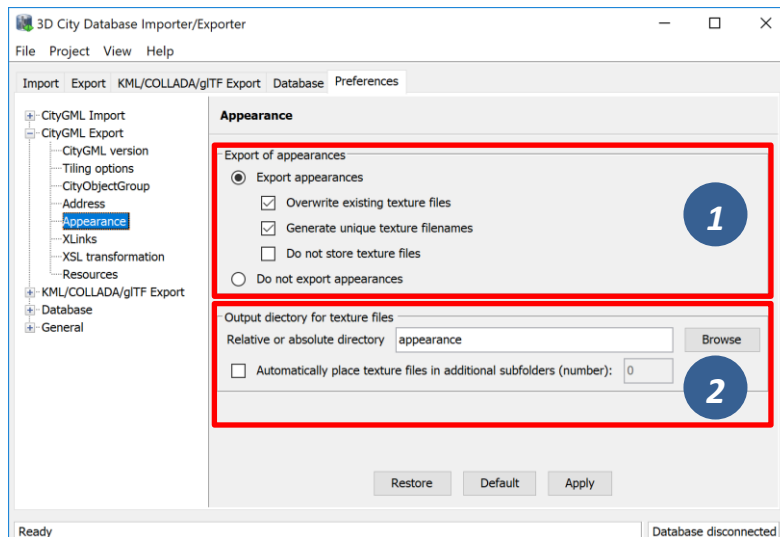 3D City Database Importer/Exporter
File Project View Help
Import Export KML/COLLADA/glTF Export Database Preferences
CityGML Import
CityGML Export
CityGML version
Tiling options
CityObjectGroup
Address
Appearance
XLinks
XSL transformation
Resources
KML/COLLADA/glTF Export
Database
General
Appearance
Export of appearances
Export appearances
Overwrite existing texture files
Generate unique texture filenames
Do not store texture files
Do not export appearances
1
Output diectory for texture files
Relative or absolute directory appearance Browse
Automatically place texture files in additional subfolders (number): 0
2
Restore Default Apply
Ready Database disconnected